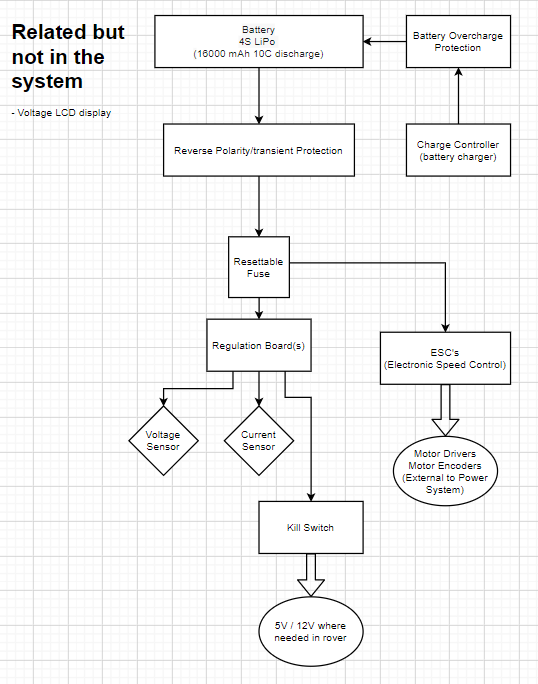 Related but
not in the
system
- Voltage LCD display
Battery
4S LiPo
(16000 mAh 10C discharge)
Battery Overcharge
Protection
Reverse Polarity/transient Protection
Charge Controller
(battery charger)
Resettable
Fuse
Regulation Board(s)
ESC's
(Electronic Speed Control)
Voltage
Sensor
Current
Sensor
Motor Drivers
Motor Encoders
(External to Power
System)
Kill Switch
5V / 12V where
needed in rover